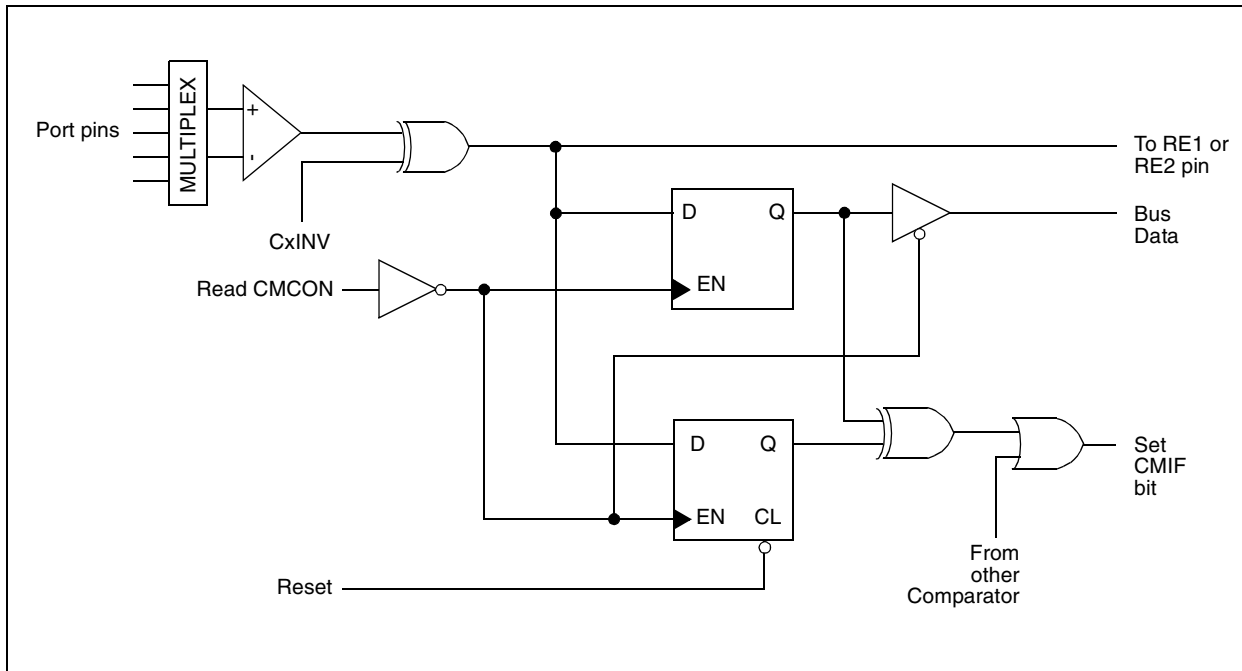 MULTIPLEX
Port pins
+
-
CxINV
To RE1 or
RE2 pin
D
Q
EN
Bus
Data
Read CMCON
D
Q
EN
CL
Set
CMIF
bit
From
other
Comparator
Reset